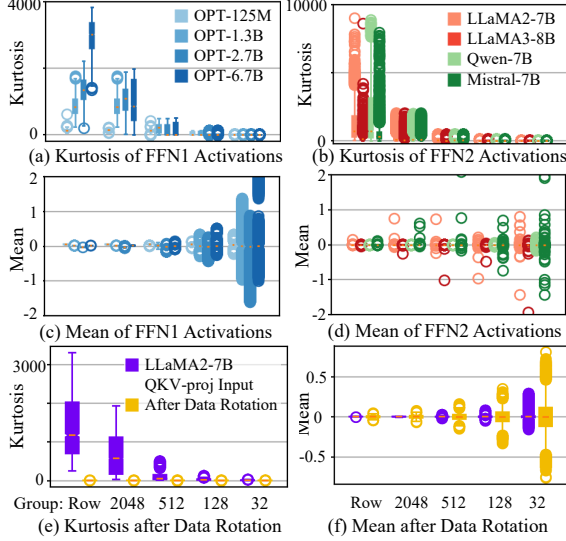 4000
Kurtosis
0
OPT-125M
OPT-1.3B
OPT-2.7B
OPT-6.7B
(a) Kurtosis of FFN1 Activations
10000
Kurtosis
0
LLaMA2-7B
LLaMA3-8B
Qwen-7B
Mistral-7B
(b) Kurtosis of FFN2 Activations
2
1
0
-1
-2
Mean
(c) Mean of FFN1 Activations
2
1
0
-1
-2
Mean
(d) Mean of FFN2 Activations
3000
Kurtosis
0
LLaMA2-7B
QKV-proj Input
After Data Rotation
Group: Row 2048 512 128 32
(e) Kurtosis after Data Rotation
0.5
0.0
-0.5
Mean
Row 2048 512 128 32
(f) Mean after Data Rotation